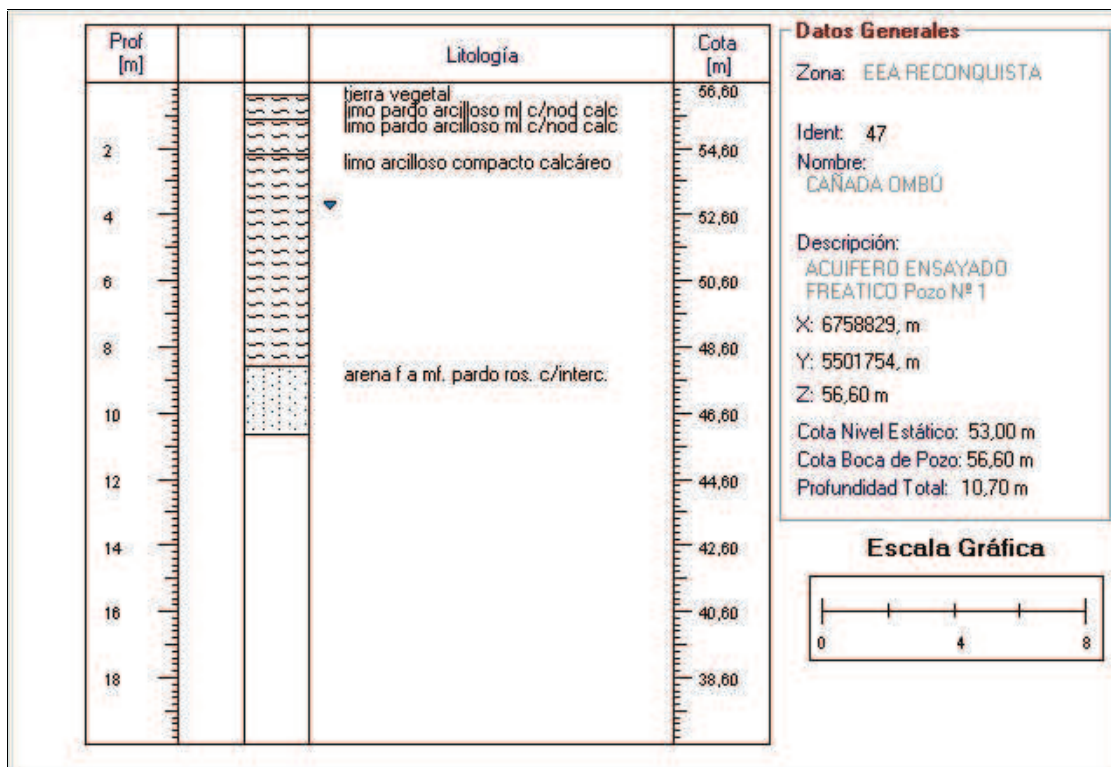 Prof
[m]
Litología
Cota
[m]
tierra vegetal
limo pardo arcilloso ml c/nod calc
limo pardo arcilloso ml c/nod calc
limo arcilloso compacto calcáreo
arena f a mf. pardo ros. c/interc.
2
4
6
8
10
12
14
16
18
56,60
54,60
52,60
50,60
48,60
46,60
44,60
42,60
40,60
38,60
Datos Generales
Zona: EEA RECONQUISTA
Ident: 47
Nombre:
CAÑADA OMBÚ
Descripción:
ACUIFERO ENSAYADO
FREATICO Pozo Nº 1
X: 6758829, m
Y: 5501754, m
Z: 56,60 m
Cota Nivel Estático: 53,00 m
Cota Boca de Pozo: 56,60 m
Profundidad Total: 10,70 m
Escala Gráfica
0 4 8